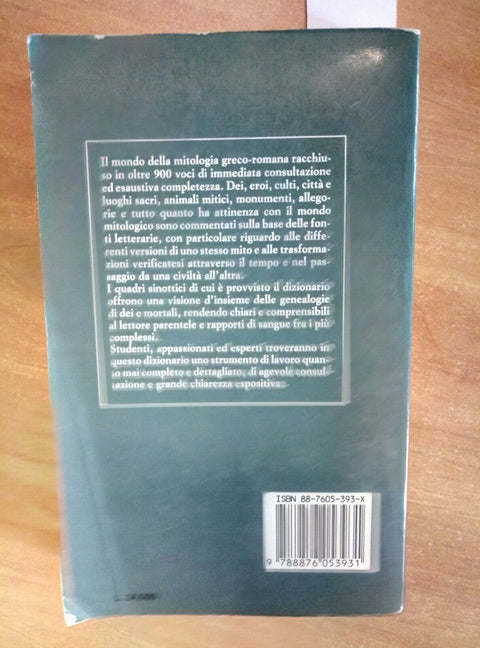 Il mondo della mitologia greco-romana racchiu-
so in oltre 900 voci di immediata consultazione
ed esaustiva completezza. Dei, eroi, culti, città e
luoghi sacri, animali mitici, monumenti, allego-
rie e tutto quanto ha attinenza con il mondo
mitologico sono commentati sulla base delle fon-
ti letterarie, con particolare riguardo alle diffe-
renti versioni di uno stesso mito e alle trasforma-
zioni verificatesi attraverso il tempo e nel pas-
saggio da una civiltà all'altra.
I quadri sinottici di cui è provvisto il dizionario
offrono una visione d'insieme delle genealogie
di dei e mortali, rendendo chiari e comprensibili
al lettore parentele e rapporti di sangue fra i più
complessi.
Studenti, appassionati ed esperti troveranno in
questo dizionario uno strumento di lavoro quan-
to mai completo e dettagliato, di agevole consul-
tazione e grande chiarezza espositiva.
ISBN 88-7605-393-X
9 788876 053931